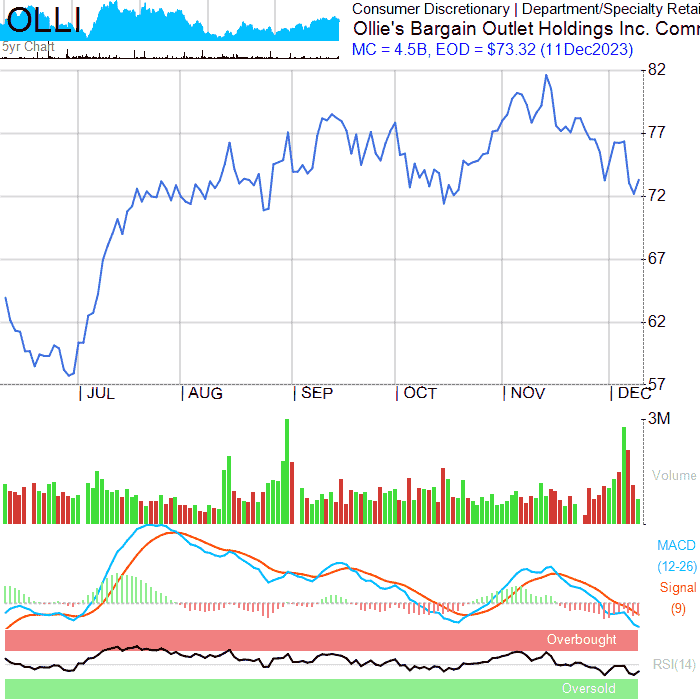 OLLI
5yr Chart
Consumer Discretionary | Department/Specialty Retai
Ollie's Bargain Outlet Holdings Inc. Comm
MC = 4.5B, EOD = $73.32 (11Dec2023)
82
77
72
67
62
57
| JUL | AUG | SEP | OCT | NOV | DEC
3M
Volume
MACD
(12-26)
Signal
(9)
Overbought
RSI(14)
Oversold